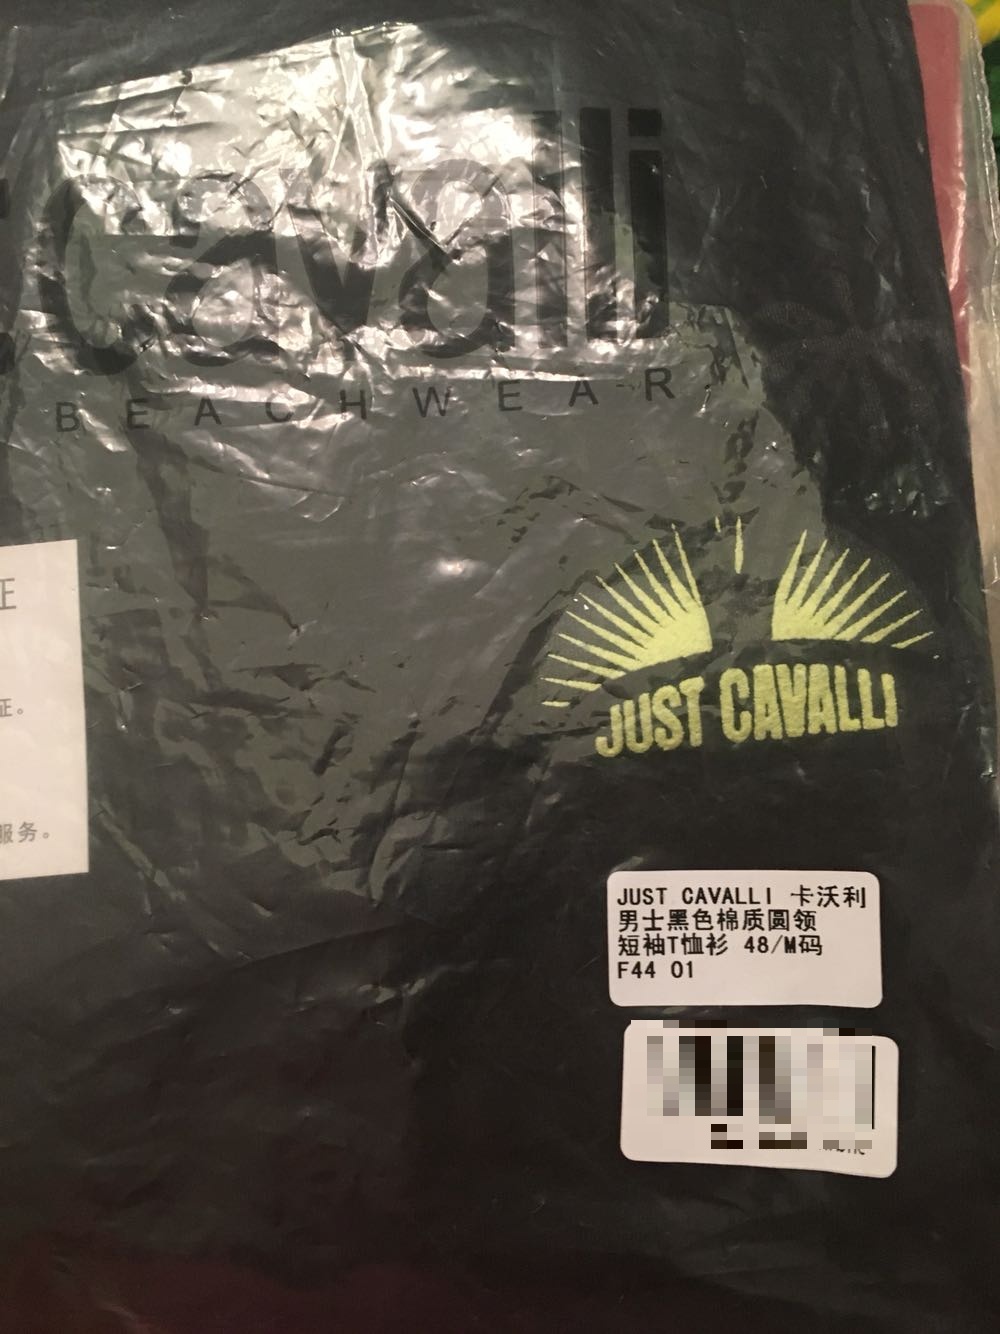 cavalli
BEACHWEAR
证
证。
服务。
JUST CAVALLI
JUST CAVALLI 卡沃利
男士黑色棉质圆领
短袖T恤衫 48/M码
F44 01